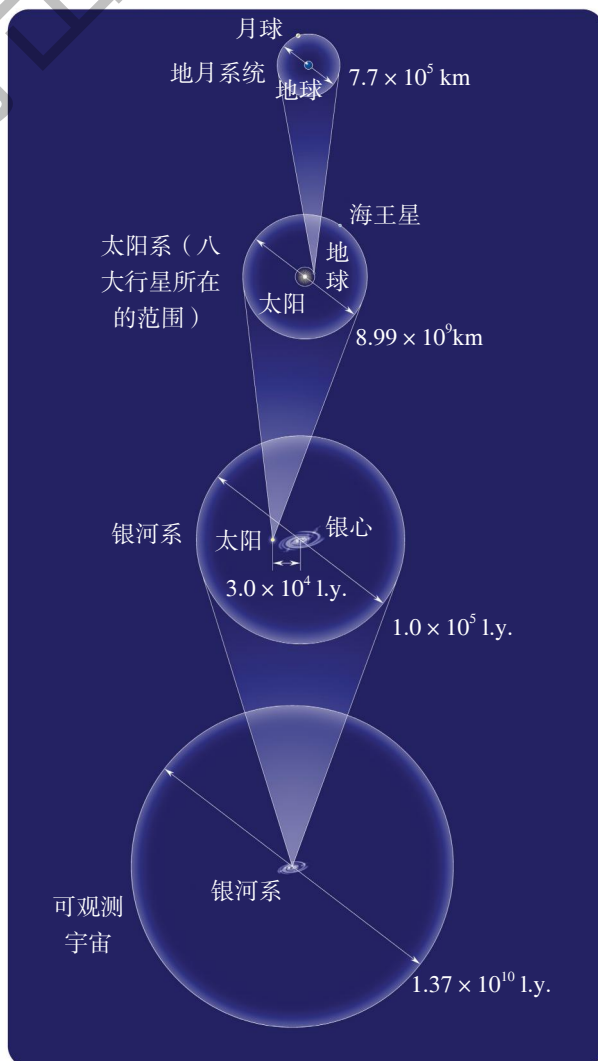 月球
地月系统
地球
7.7 × 10⁵ km
海王星
太阳系（八
大行星所在
的范围）
地
球
太阳
8.99 × 10⁹km
银河系
太阳
银心
3.0 × 10⁴ l.y.
1.0 × 10⁵ l.y.
银河系
可观测
宇宙
1.37 × 10¹⁰ l.y.